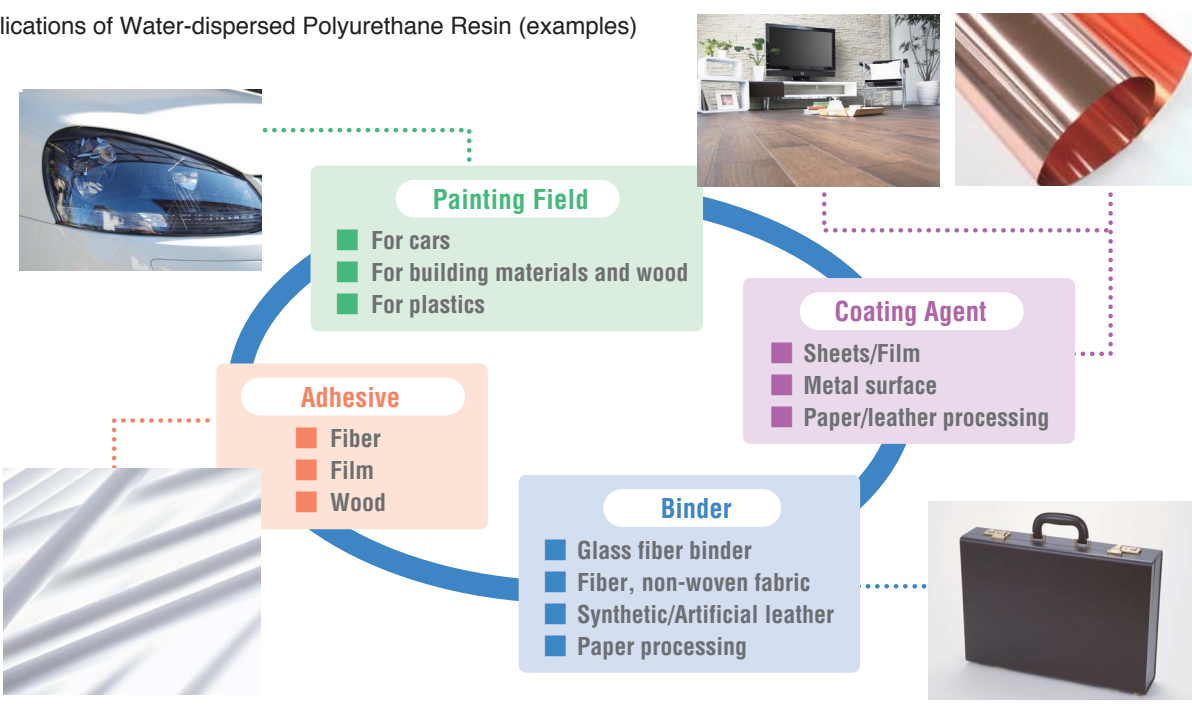 lications of Water-dispersed Polyurethane Resin (examples)
Painting Field
For cars
For building materials and wood
For plastics
Coating Agent
Sheets/Film
Metal surface
Paper/leather processing
Adhesive
Fiber
Film
Wood
Binder
Glass fiber binder
Fiber, non-woven fabric
Synthetic/Artificial leather
Paper processing